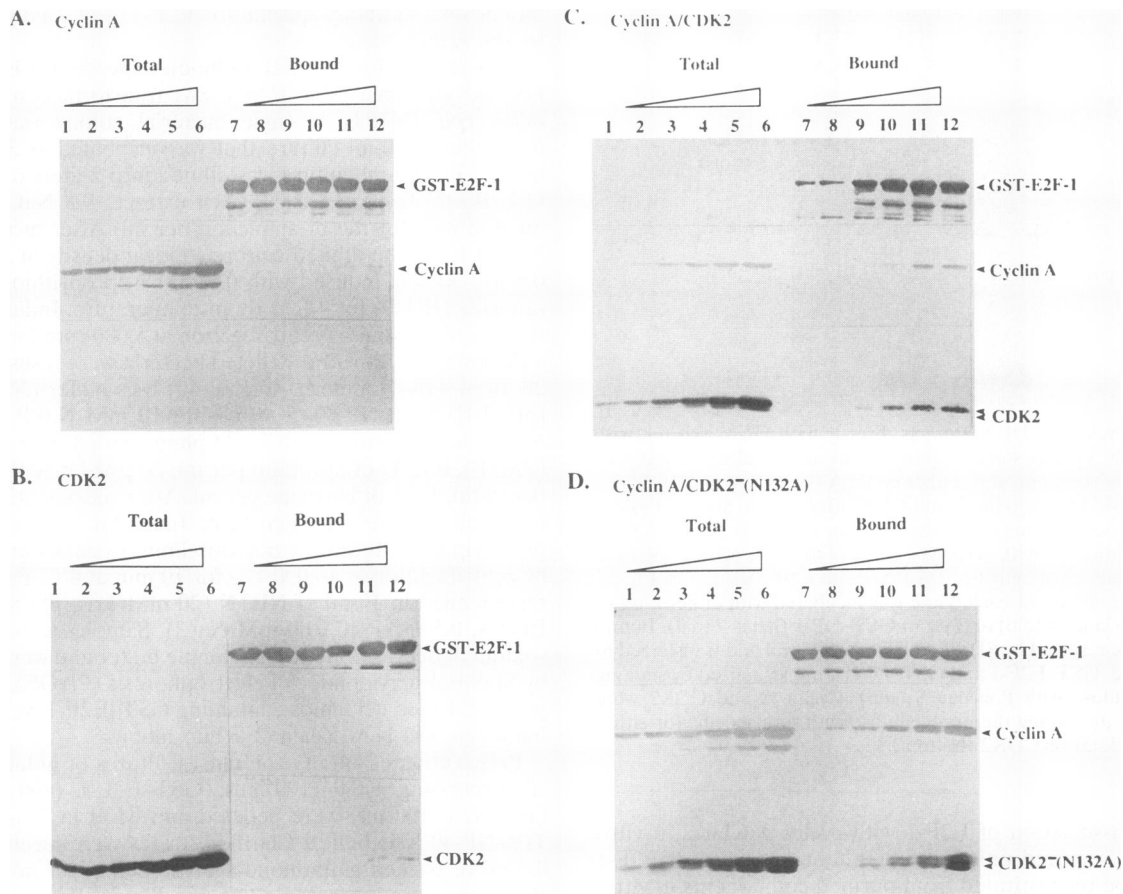 A. Cyclin A
Total Bound
1 2 3 4 5 6 7 8 9 10 11 12
GST-E2F-1
Cyclin A
B. CDK2
Total Bound
1 2 3 4 5 6 7 8 9 10 11 12
GST-E2F-1
CDK2
C. Cyclin A/CDK2
Total Bound
1 2 3 4 5 6 7 8 9 10 11 12
GST-E2F-1
Cyclin A
CDK2
D. Cyclin A/CDK2⁻(N132A)
Total Bound
1 2 3 4 5 6 7 8 9 10 11 12
GST-E2F-1
Cyclin A
CDK2⁻(N132A)